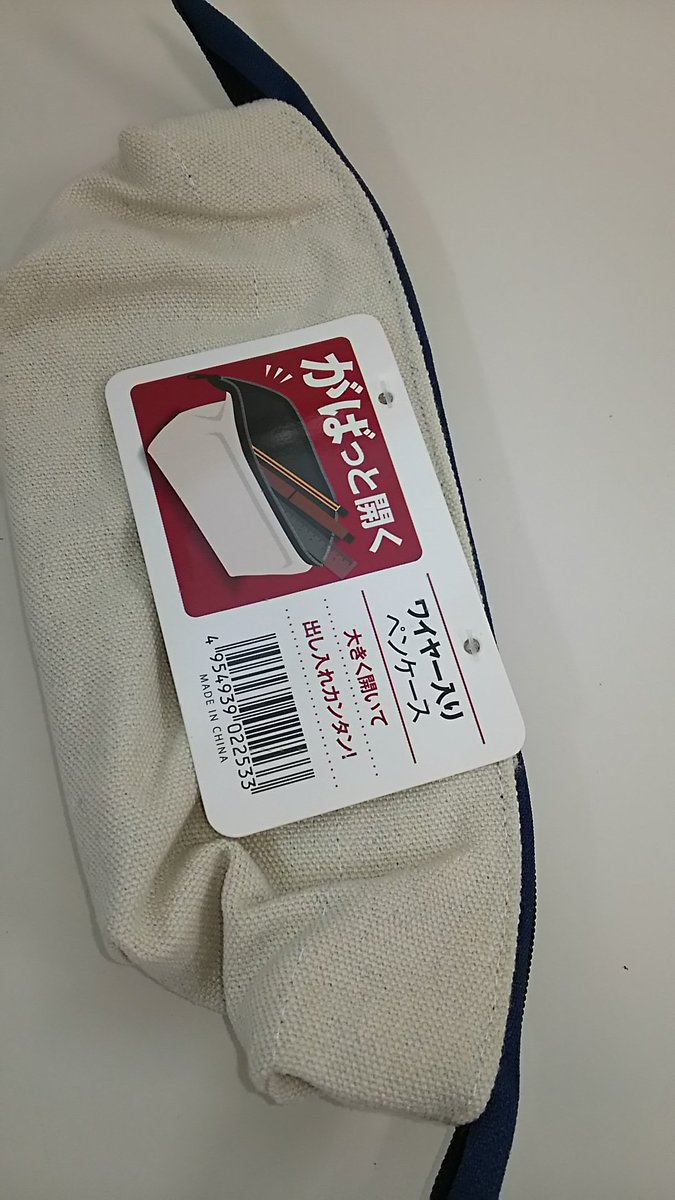 がばっと開く
ワイヤー入り
ペンケース
大きく開いて
出し入れカンタン!
4 954939 022533
MADE IN CHINA